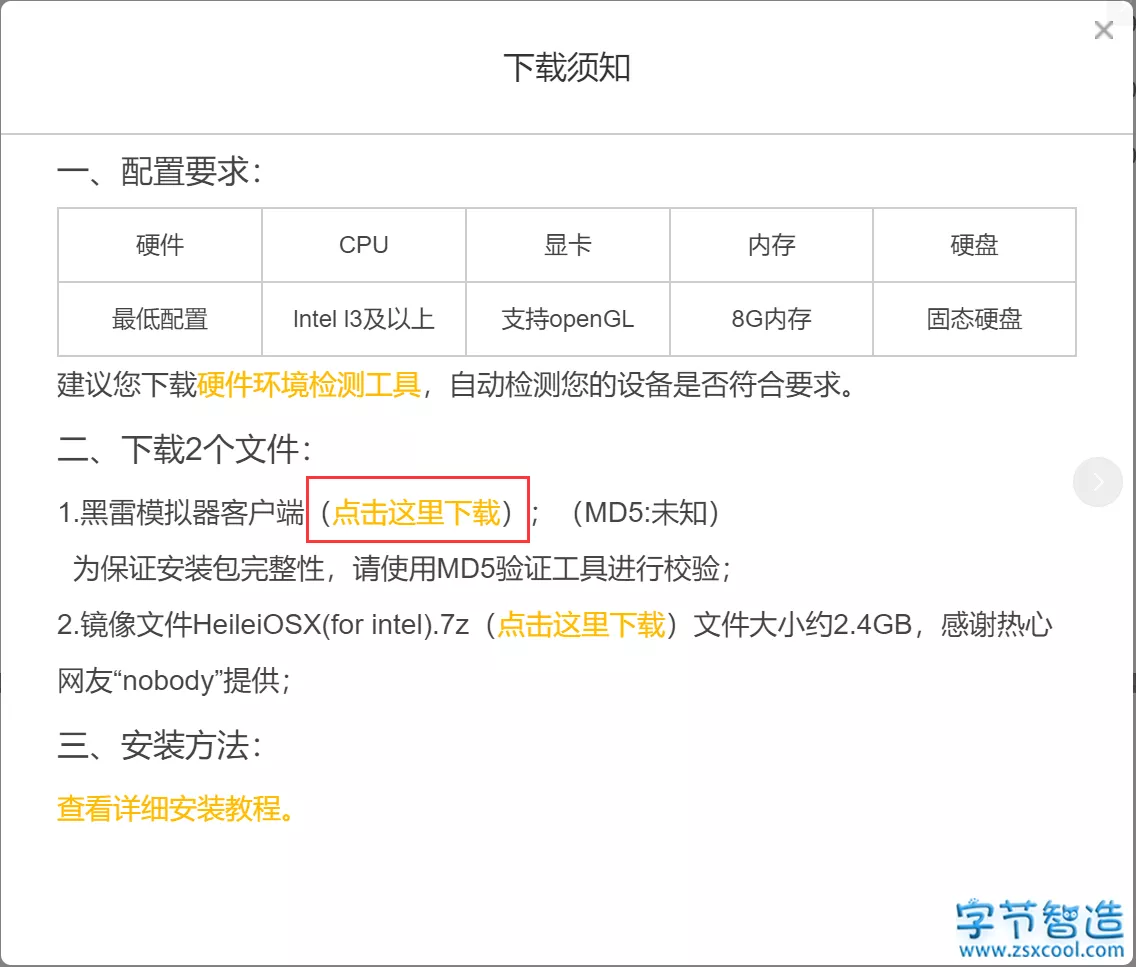 下载须知
一、配置要求：
硬件 CPU 显卡 内存 硬盘
最低配置 Intel I3及以上 支持openGL 8G内存 固态硬盘
建议您下载硬件环境检测工具，自动检测您的设备是否符合要求。
二、下载2个文件：
1.黑雷模拟器客户端（点击这里下载）；（MD5:未知）
为保证安装包完整性，请使用MD5验证工具进行校验；
2.镜像文件HeileiOSX(for intel).7z（点击这里下载）文件大小约2.4GB，感谢热心
网友“nobody”提供；
三、安装方法：
查看详细安装教程。
字节智造
www.zsxcool.com